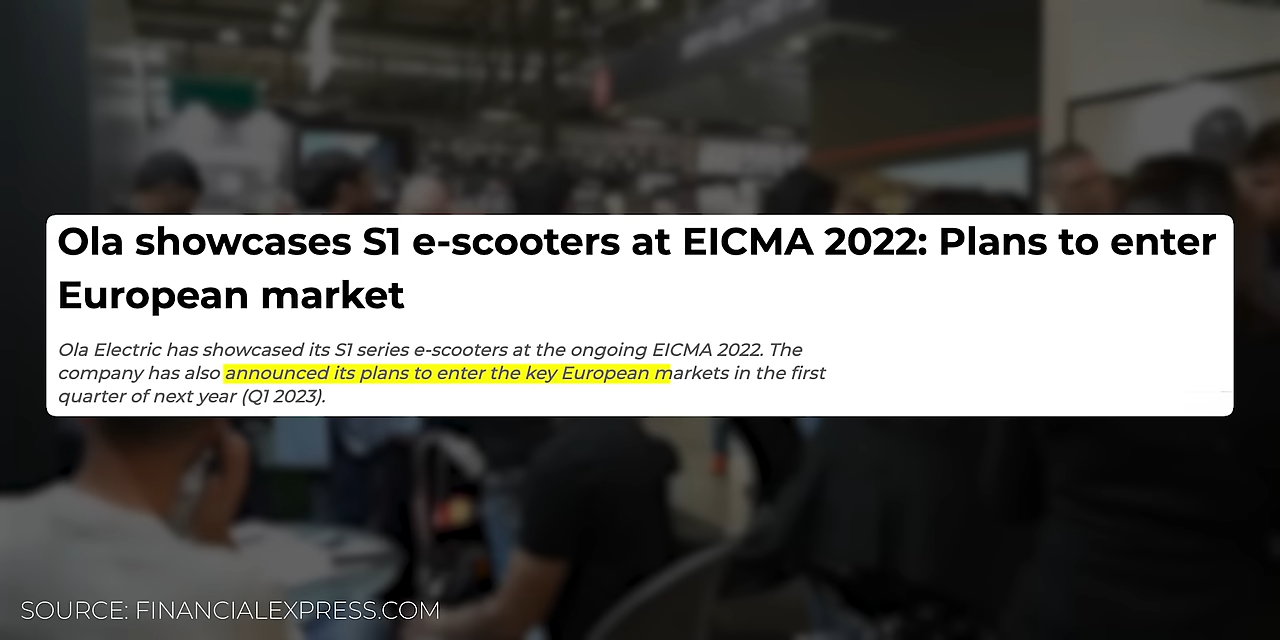 Ola showcases S1 e-scooters at EICMA 2022: Plans to enter
European market
Ola Electric has showcased its S1 series e-scooters at the ongoing EICMA 2022. The
company has also announced its plans to enter the key European markets in the first
quarter of next year (Q1 2023).
SOURCE: FINANCIALEXPRESS.COM